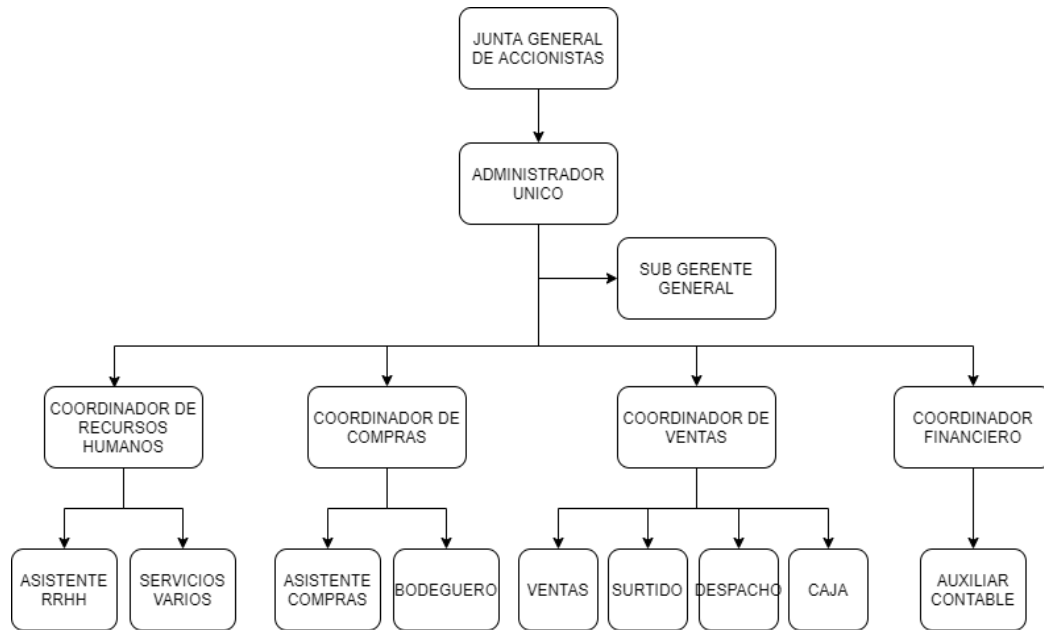 JUNTA GENERAL
DE ACCIONISTAS
ADMINISTRADOR
UNICO
SUB GERENTE
GENERAL
COORDINADOR DE
RECURSOS
HUMANOS
COORDINADOR DE
COMPRAS
COORDINADOR DE
VENTAS
COORDINADOR
FINANCIERO
ASISTENTE
RRHH
SERVICIOS
VARIOS
ASISTENTE
COMPRAS
BODEGUERO
VENTAS
SURTIDO
DESPACHO
CAJA
AUXILIAR
CONTABLE